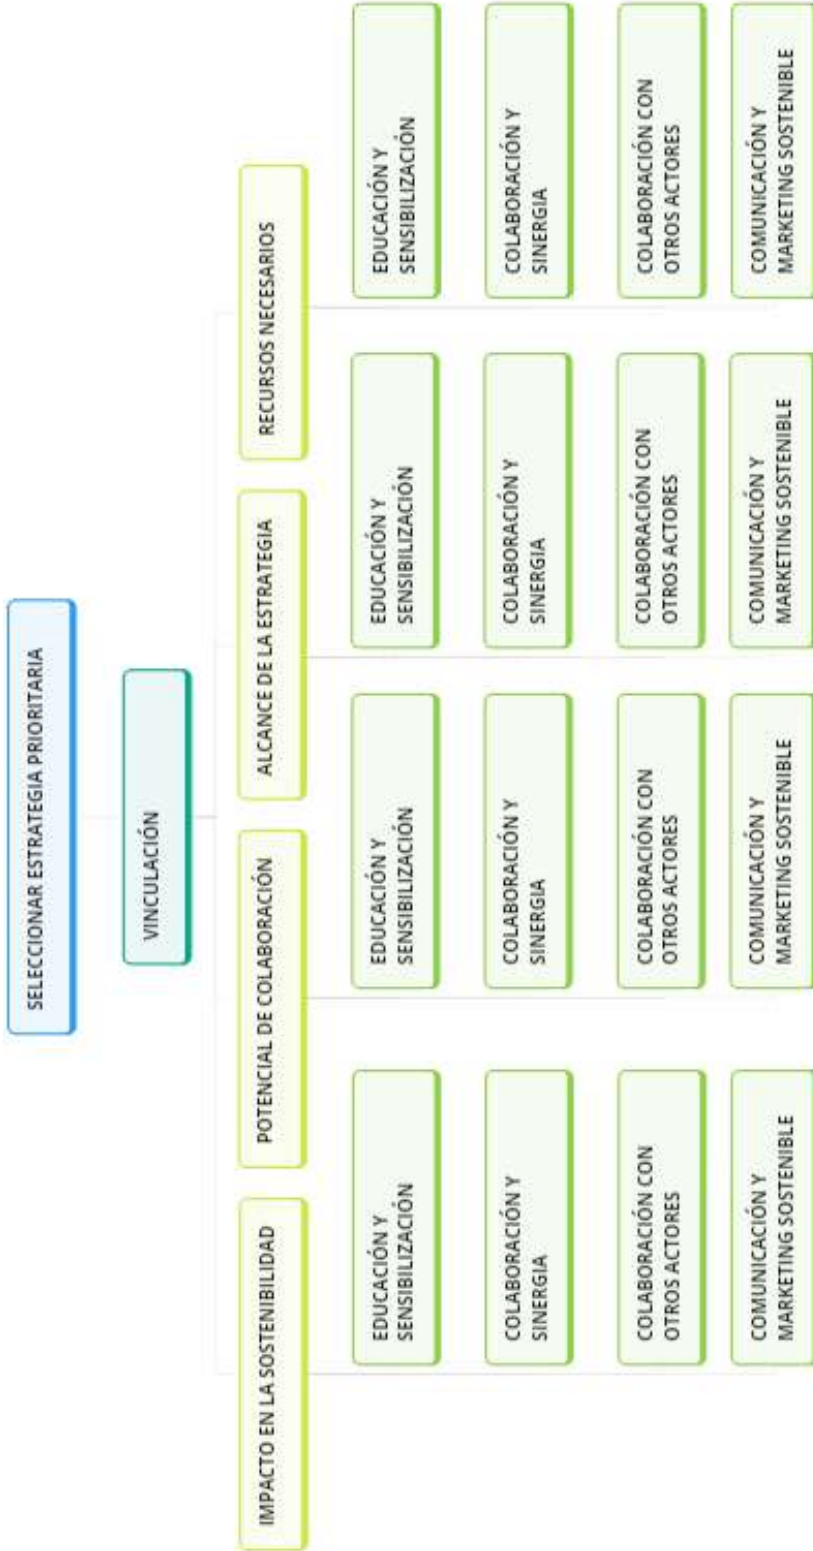 SELECCIONAR ESTRATEGIA PRIORITARIA
VINCULACIÓN
IMPACTO EN LA SOSTENIBILIDAD
EDUCACIÓN Y
SENSIBILIZACIÓN
COLABORACIÓN Y
SINERGIA
COLABORACIÓN CON
OTROS ACTORES
COMUNICACIÓN Y
MARKETING SOSTENIBLE
POTENCIAL DE COLABORACIÓN
EDUCACIÓN Y
SENSIBILIZACIÓN
COLABORACIÓN Y
SINERGIA
COLABORACIÓN CON
OTROS ACTORES
COMUNICACIÓN Y
MARKETING SOSTENIBLE
ALCANCE DE LA ESTRATEGIA
EDUCACIÓN Y
SENSIBILIZACIÓN
COLABORACIÓN Y
SINERGIA
COLABORACIÓN CON
OTROS ACTORES
COMUNICACIÓN Y
MARKETING SOSTENIBLE
RECURSOS NECESARIOS
EDUCACIÓN Y
SENSIBILIZACIÓN
COLABORACIÓN Y
SINERGIA
COLABORACIÓN CON
OTROS ACTORES
COMUNICACIÓN Y
MARKETING SOSTENIBLE